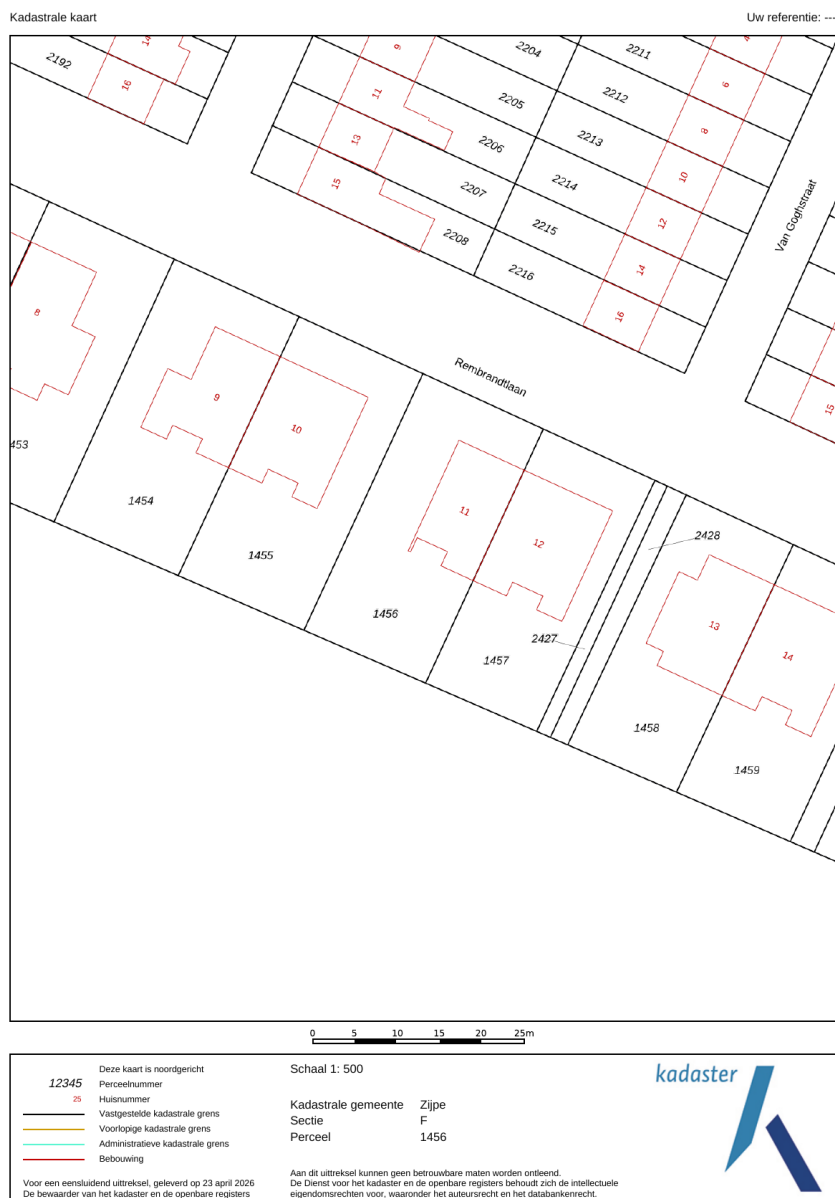 Kadastrale kaart
Uw referentie: ---
14
16
2192
9
11
13
15
2204
2205
2206
2207
2208
2211
2212
2213
2214
2215
2216
4
6
8
10
12
14
16
Van Goghstraat
15
Rembrandtlaan
8
9
10
11
12
13
14
453
1454
1455
1456
1457
2427
2428
1458
1459
0 5 10 15 20 25m
12345
25
Deze kaart is noordgericht
Perceelnummer
Huisnummer
Vastgestelde kadastrale grens
Voorlopige kadastrale grens
Administratieve kadastrale grens
Bebouwing
Voor een eensluidend uittreksel, geleverd op 23 april 2026
De bewaarder van het kadaster en de openbare registers
Schaal 1: 500
Kadastrale gemeente Zijpe
Sectie F
Perceel 1456
Aan dit uittreksel kunnen geen betrouwbare maten worden ontleend.
De Dienst voor het kadaster en de openbare registers behoudt zich de intellectuele
eigendomsrechten voor, waaronder het auteursrecht en het databankenrecht.
kadaster